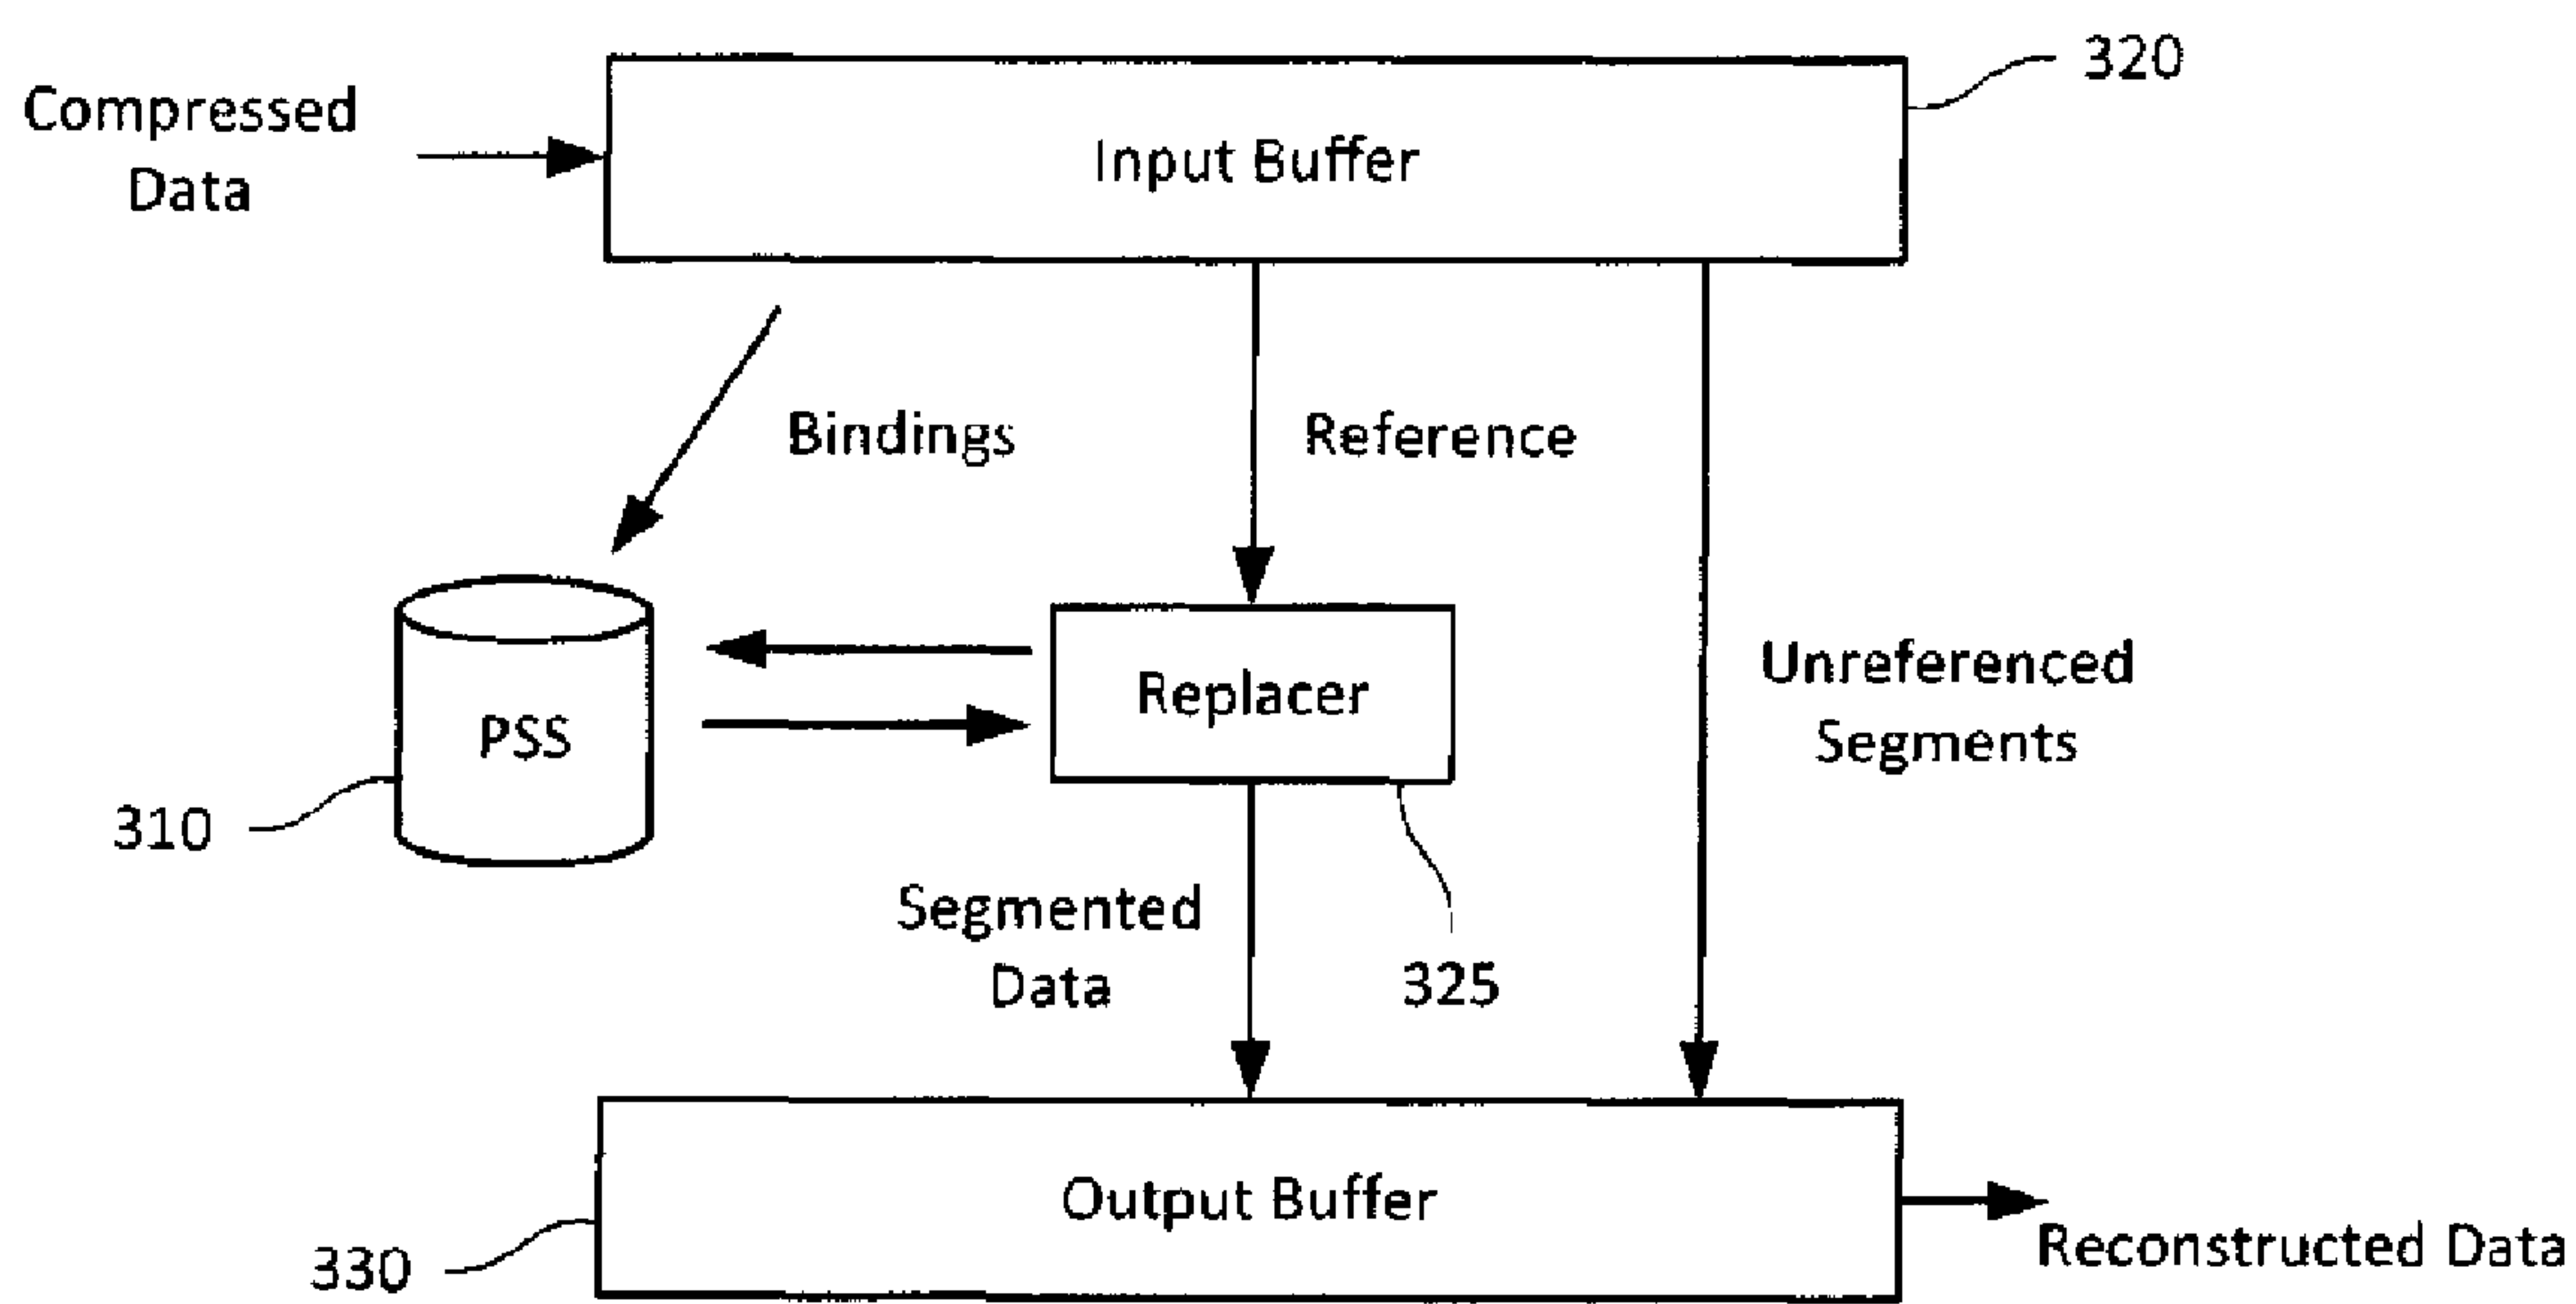 320
Compressed
Data
Input Buffer
Bindings
Reference
PSS
Replacer
Unreferenced
Segments
310
Segmented
Data
325
Output Buffer
330
Reconstructed Data